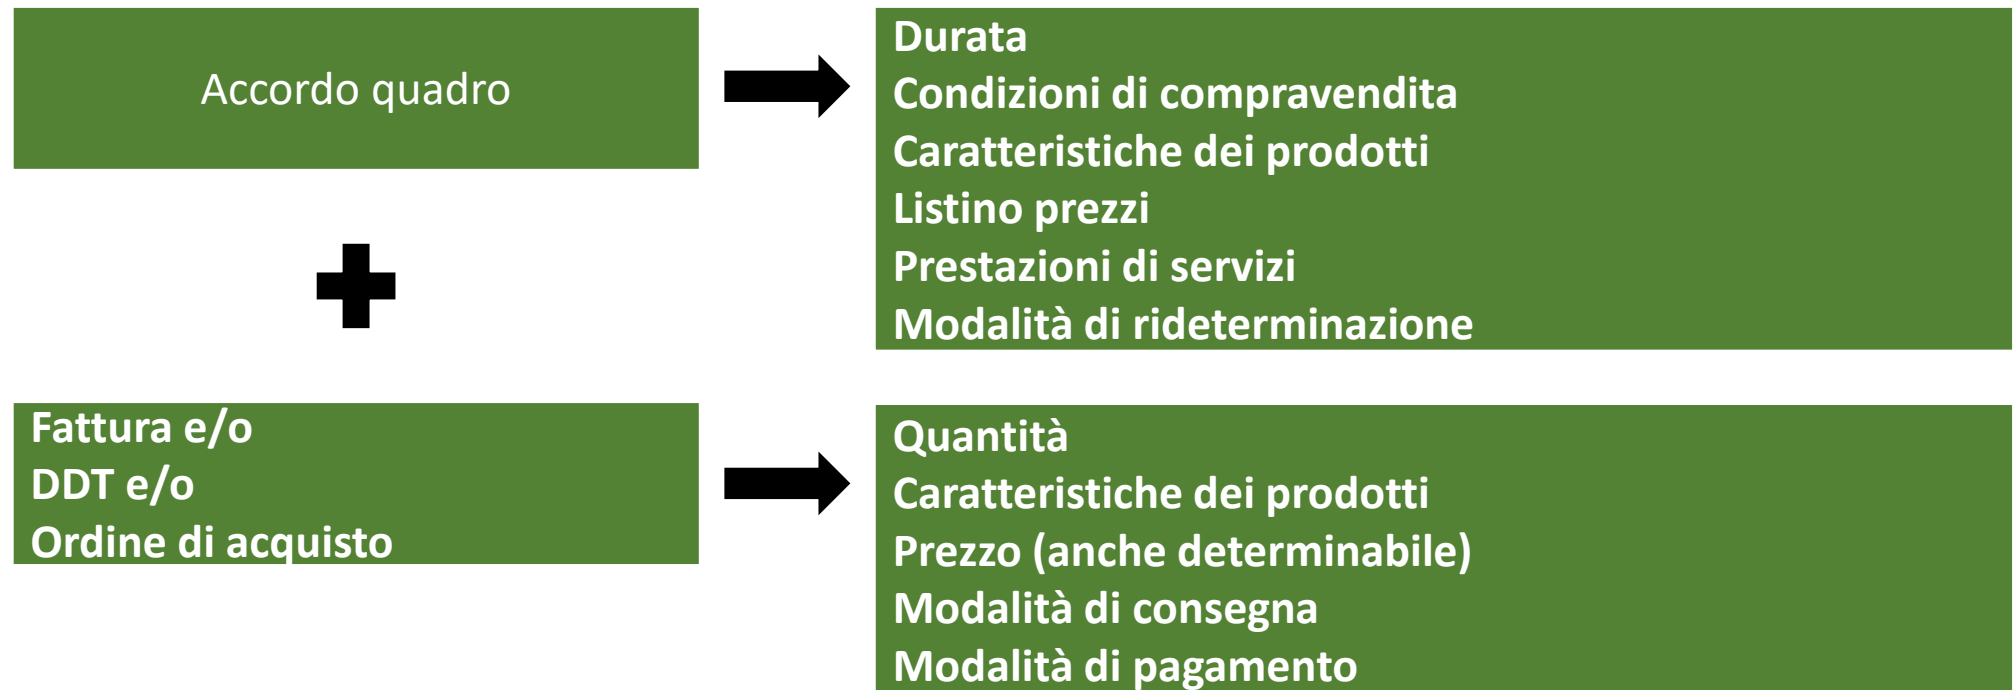 Accordo quadro
Durata
Condizioni di compravendita
Caratteristiche dei prodotti
Listino prezzi
Prestazioni di servizi
Modalità di rideterminazione
Fattura e/o
DDT e/o
Ordine di acquisto
Quantità
Caratteristiche dei prodotti
Prezzo (anche determinabile)
Modalità di consegna
Modalità di pagamento